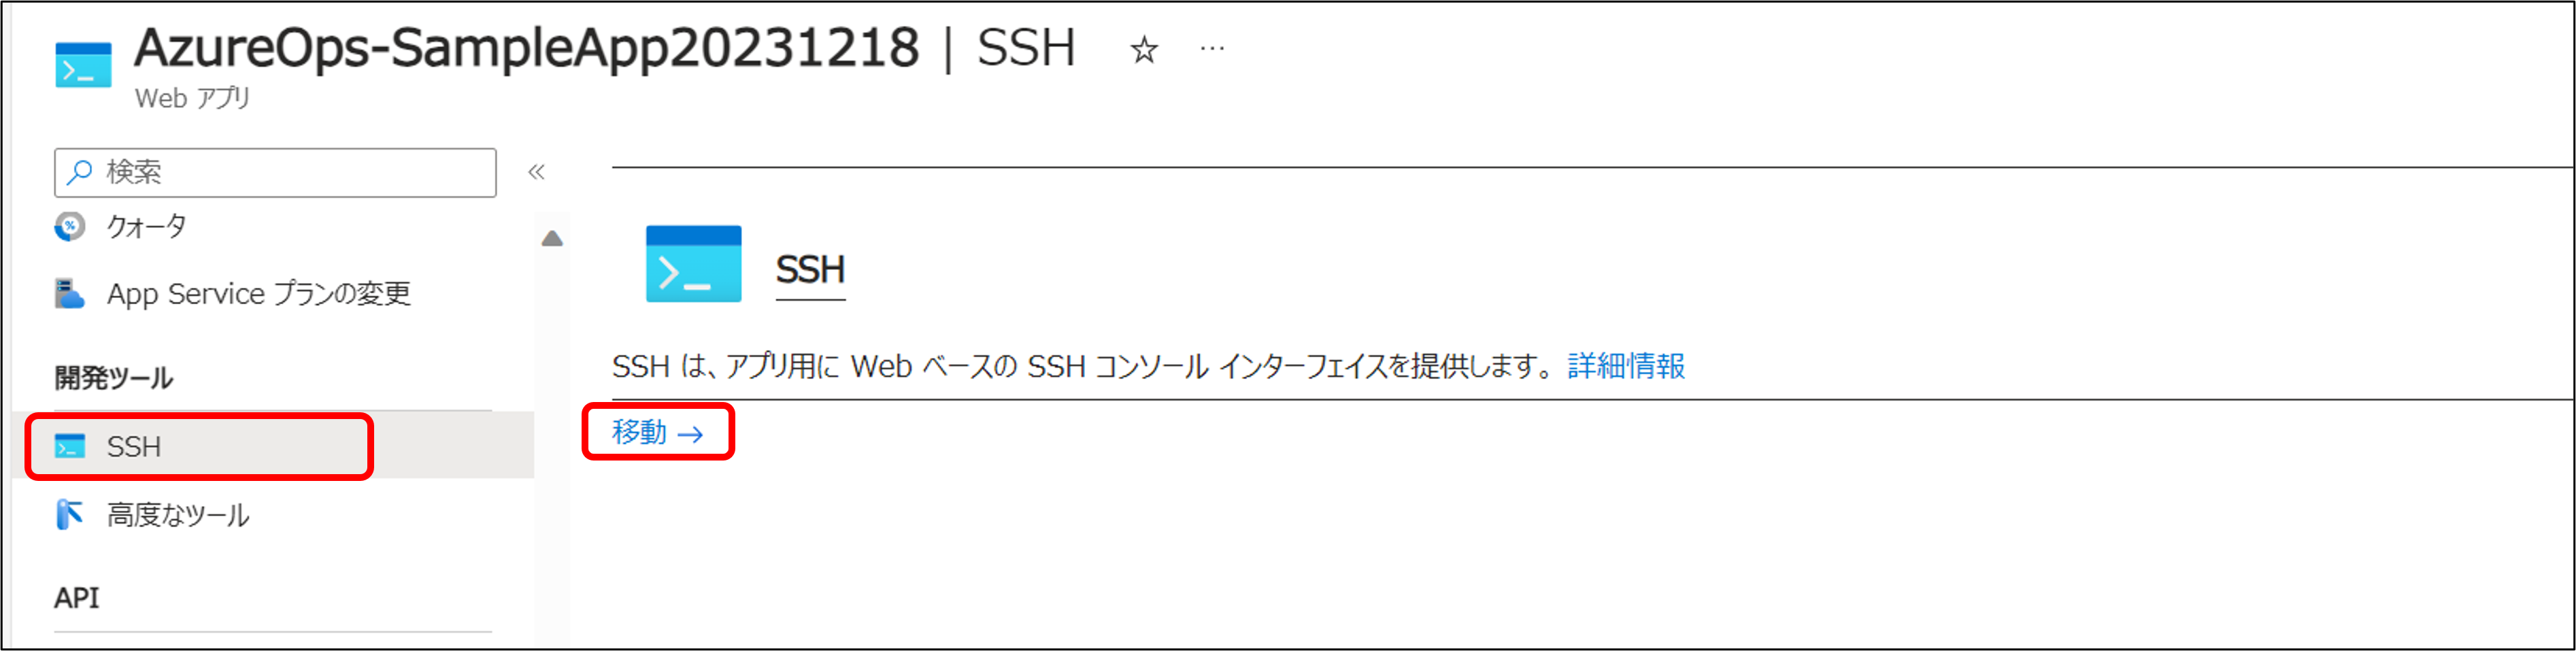 AzureOps-SampleApp20231218 | SSH ☆ …
Web アプリ
検索 «
クォータ
App Service プランの変更
開発ツール
SSH
高度なツール
API
SSH
SSH は、アプリ用に Web ベースの SSH コンソール インターフェイスを提供します。 詳細情報
移動 →